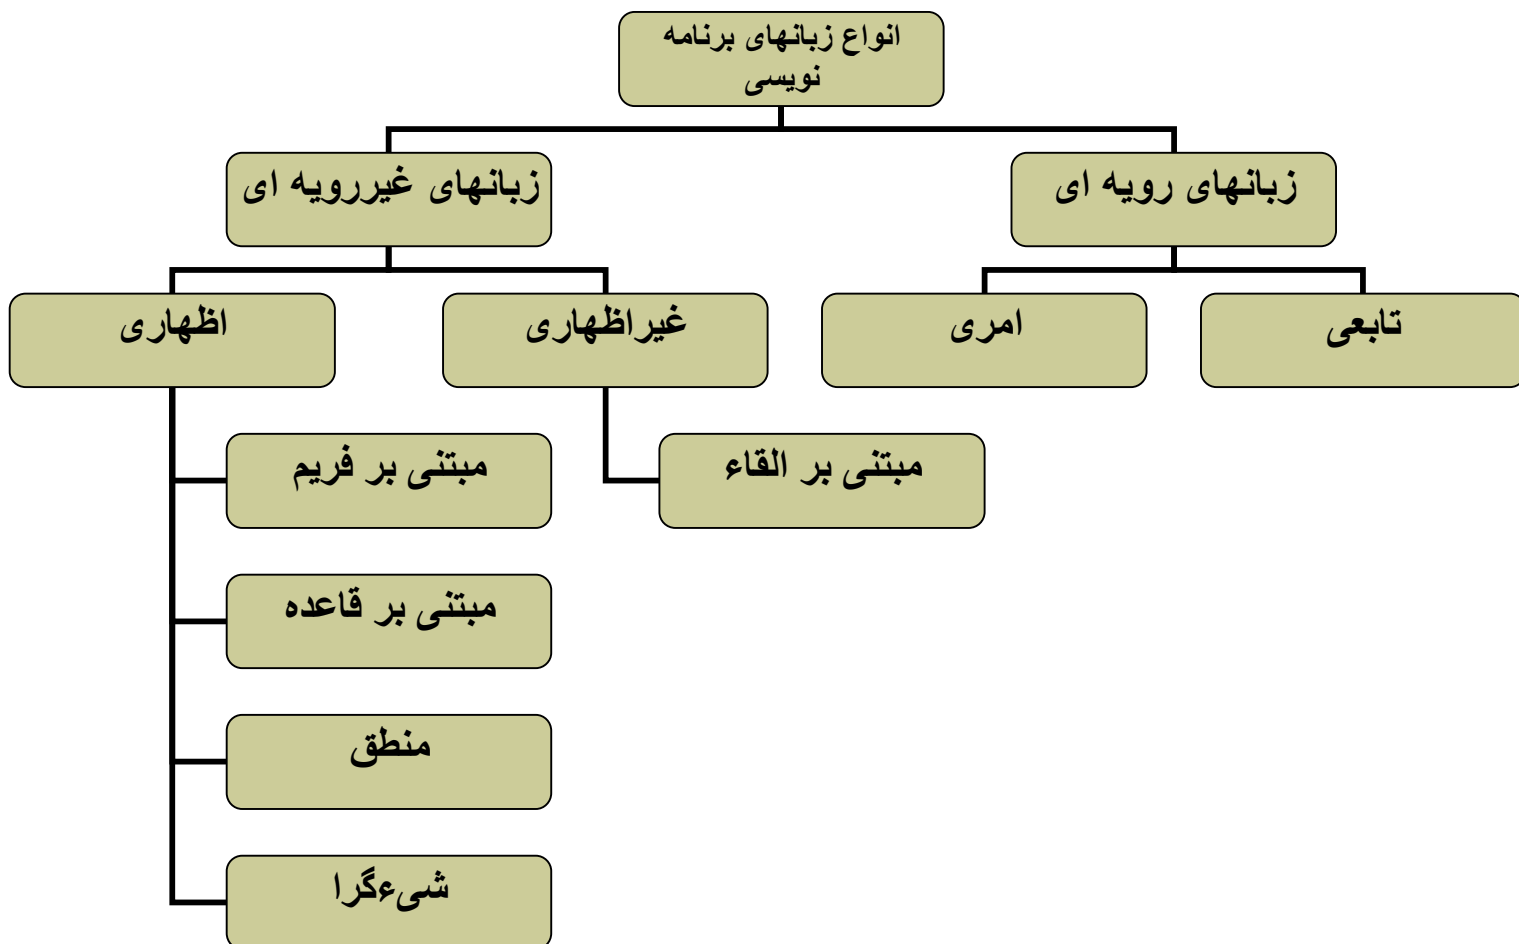 انواع زبانهای برنامه
نویسی
زبانهای رویه ای
زبانهای غیررویه ای
تابعی
امری
غیراظهاری
اظهاری
مبتنی بر القاء
مبتنی بر فریم
مبتنی بر قاعده
منطق
شیءگرا